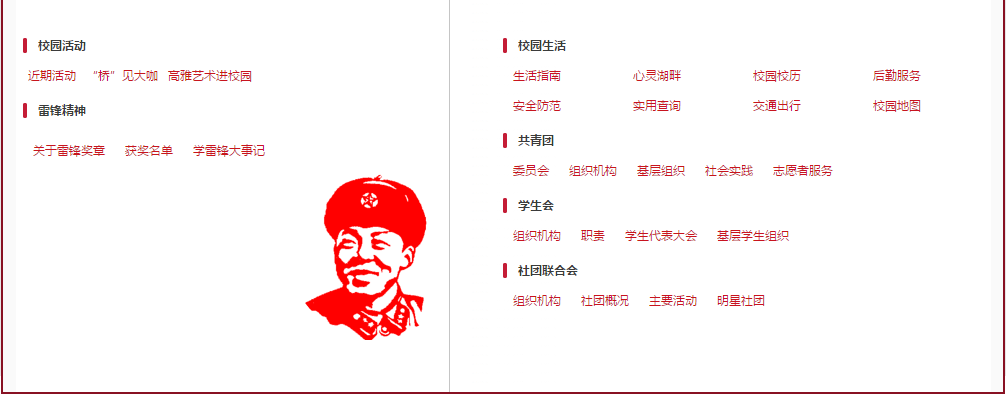 校园活动
近期活动 “桥”见大咖 高雅艺术进校园
雷锋精神
关于雷锋奖章 获奖名单 学雷锋大事记
校园生活
生活指南 心灵湖畔 校园校历 后勤服务
安全防范 实用查询 交通出行 校园地图
共青团
委员会 组织机构 基层组织 社会实践 志愿者服务
学生会
组织机构 职责 学生代表大会 基层学生组织
社团联合会
组织机构 社团概况 主要活动 明星社团